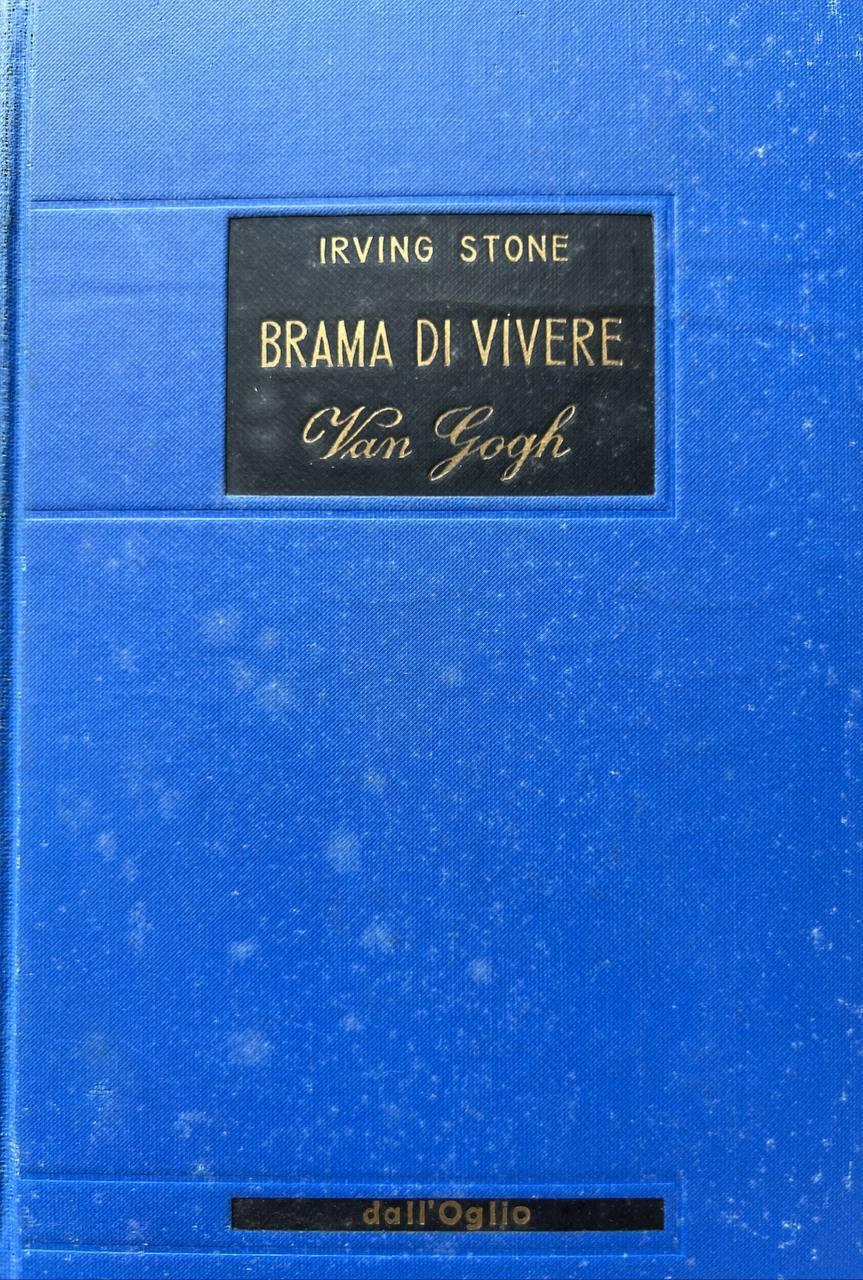 IRVING STONE
BRAMA DI VIVERE
Van Gogh
dall'Oglio